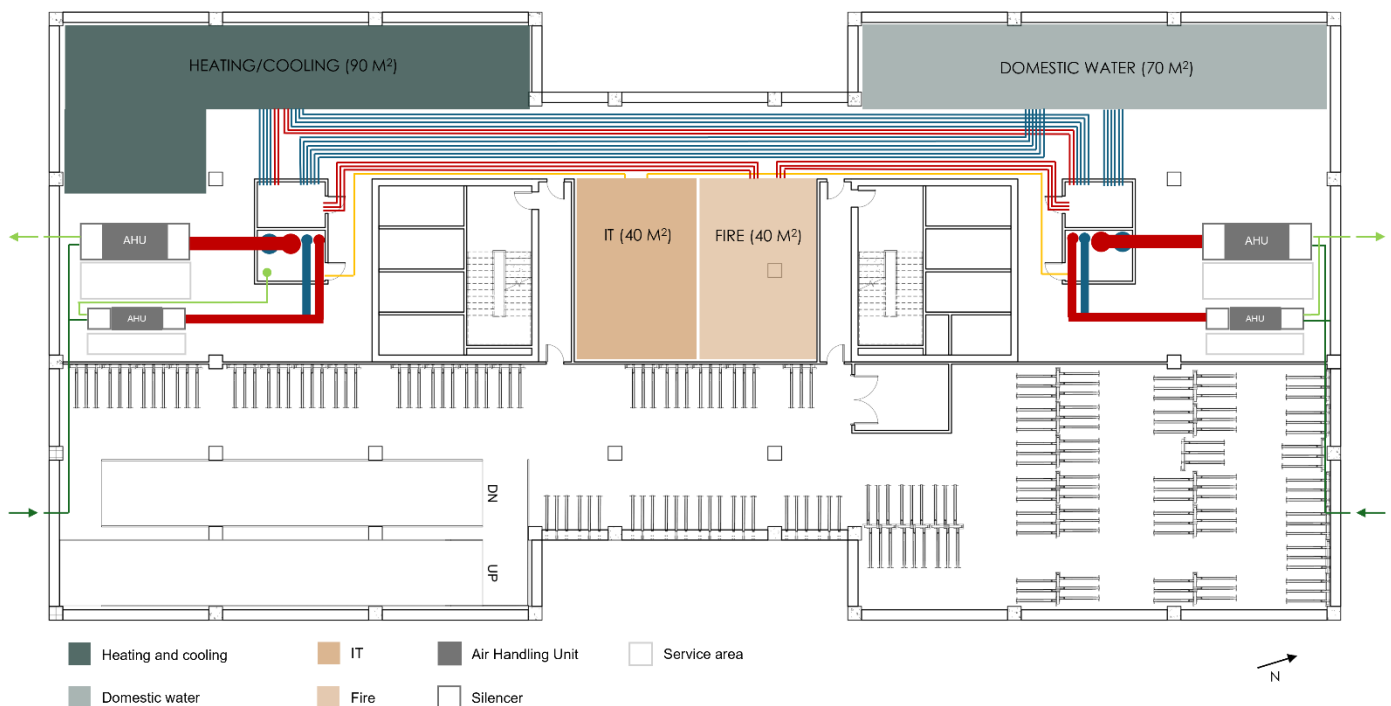 HEATING/COOLING (90 M²)
DOMESTIC WATER (70 M²)
IT (40 M²)
FIRE (40 M²)
AHU
AHU
AHU
AHU
DN
UP
Heating and cooling
IT
Air Handling Unit
Service area
Domestic water
Fire
Silencer
N